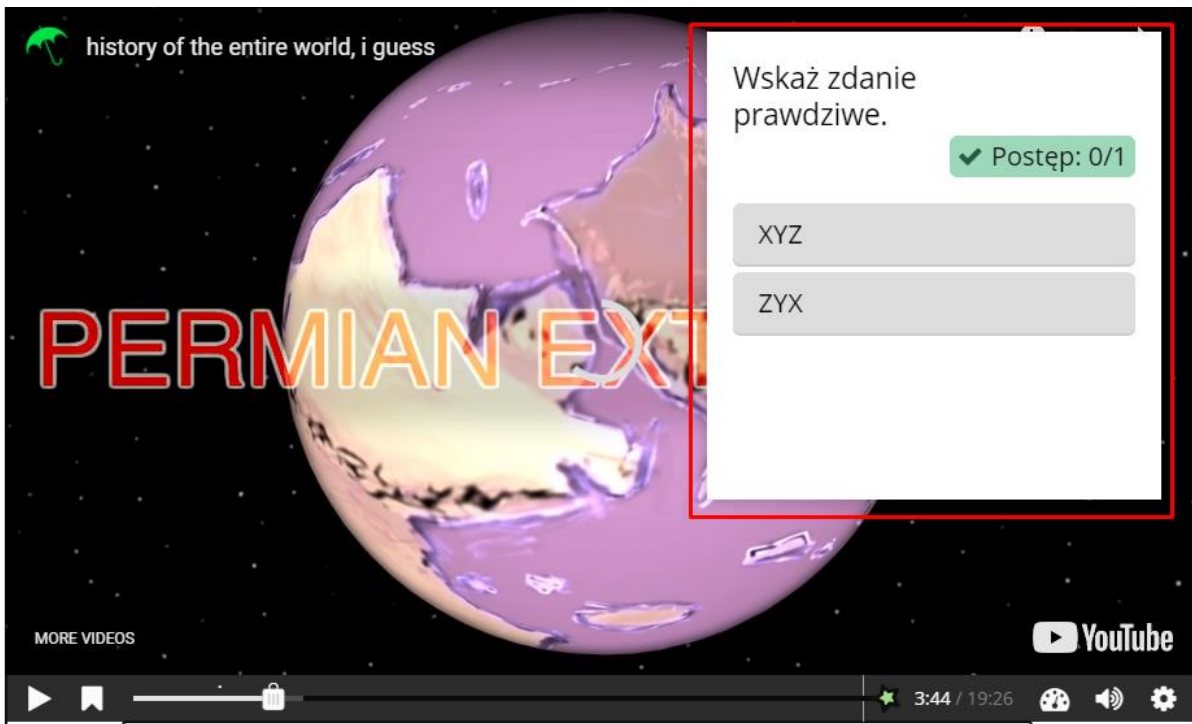 history of the entire world, i guess
Wskaż zdanie
prawdziwe.
Postęp: 0/1
XYZ
ZYX
PERMIAN EXT
MORE VIDEOS
YouTube
3:44 / 19:26